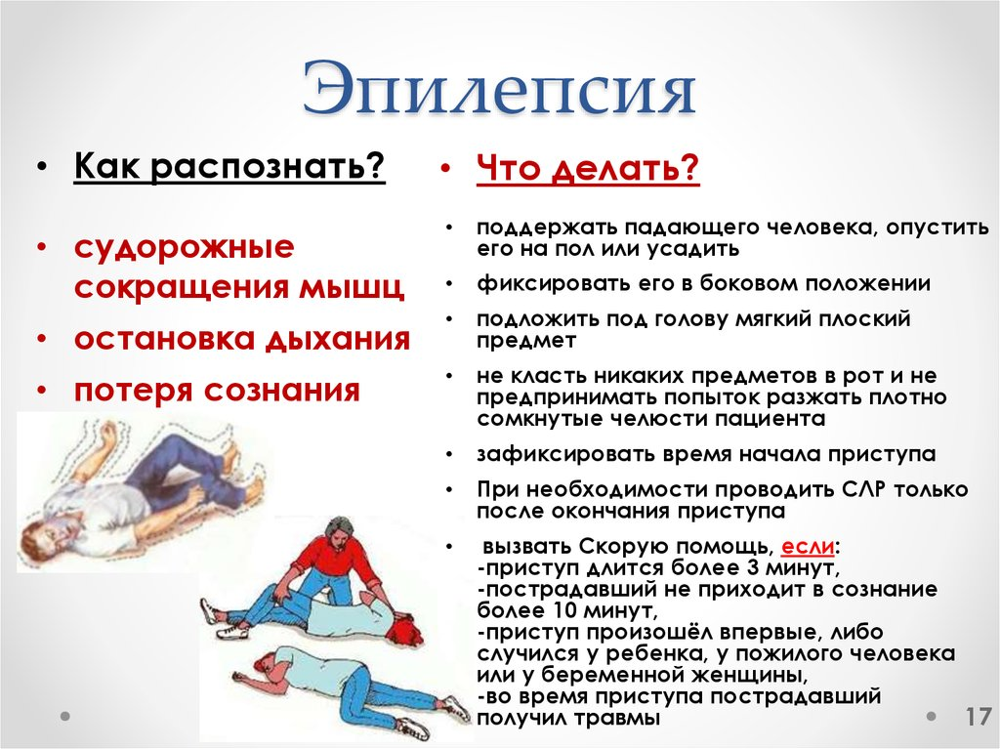 Эпилепсия
• Как распознать?
• судорожные
сокращения мышц
• остановка дыхания
• потеря сознания
• Что делать?
• поддержать падающего человека, опустить
его на пол или усадить
• фиксировать его в боковом положении
• подложить под голову мягкий плоский
предмет
• не класть никаких предметов в рот и не
предпринимать попыток разжать плотно
сомкнутые челюсти пациента
• зафиксировать время начала приступа
• При необходимости проводить СЛР только
после окончания приступа
• вызвать Скорую помощь, если:
-приступ длится более 3 минут,
-пострадавший не приходит в сознание
более 10 минут,
-приступ произошёл впервые, либо
случился у ребенка, у пожилого человека
или у беременной женщины,
-во время приступа пострадавший
получил травмы
17